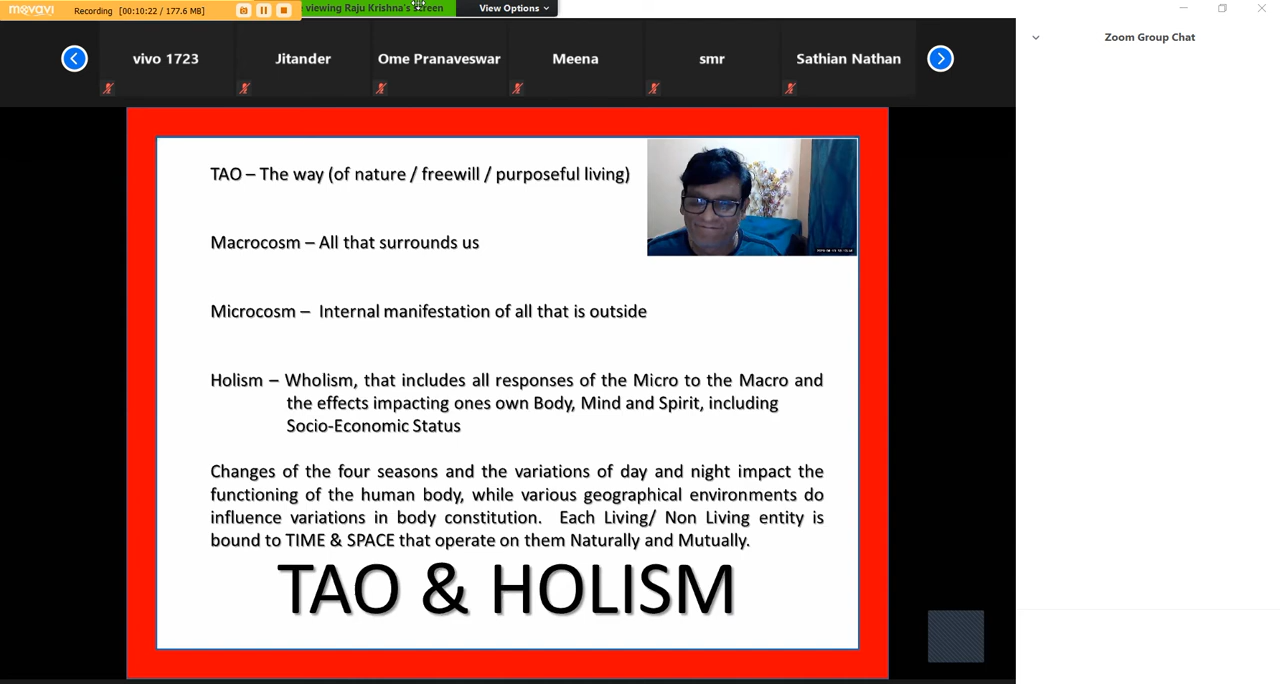 movavi Recording [00:10:22 / 177.6 MB] viewing Raju Krishna's screen View Options
Zoom Group Chat
vivo 1723 Jitander Ome Pranaveswar Meena smr Sathian Nathan
TAO – The way (of nature / freewill / purposeful living)
Macrocosm – All that surrounds us
Microcosm – Internal manifestation of all that is outside
Holism – Wholism, that includes all responses of the Micro to the Macro and
the effects impacting ones own Body, Mind and Spirit, including
Socio-Economic Status
Changes of the four seasons and the variations of day and night impact the
functioning of the human body, while various geographical environments do
influence variations in body constitution. Each Living/ Non Living entity is
bound to TIME & SPACE that operate on them Naturally and Mutually.
TAO & HOLISM